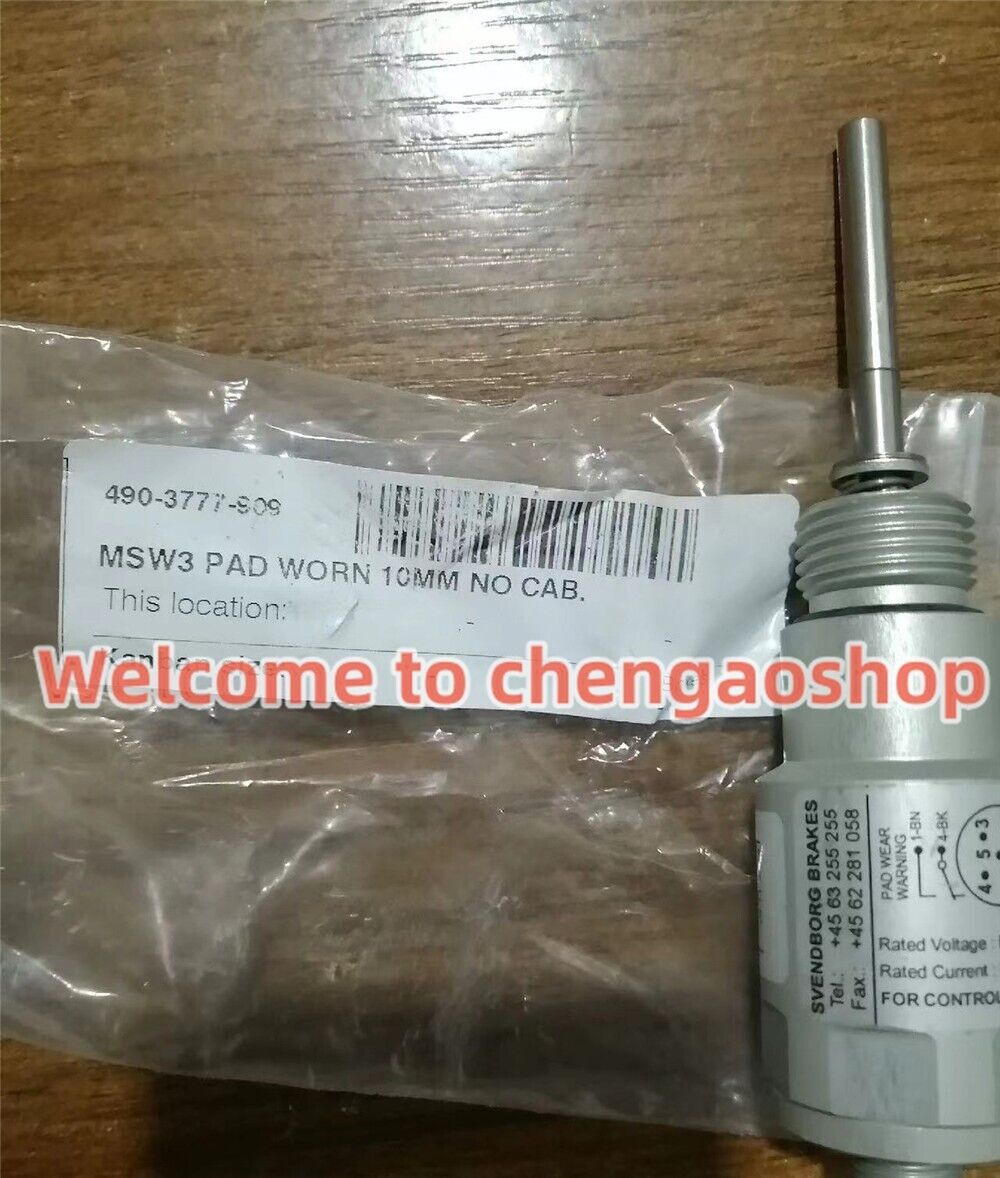 490-3777-909
MSW3 PAD WORN 10MM NO CAB.
This location:
Kanban size:
Welcome to chengaoshop
SVENDBORG BRAKES
Tel.: +45 63 255 255
Fax.: +45 62 281 058
PAD WEAR
WARNING
1-BN
4-BK
4 5 3
Rated Voltage :
Rated Current :
FOR CONTROL